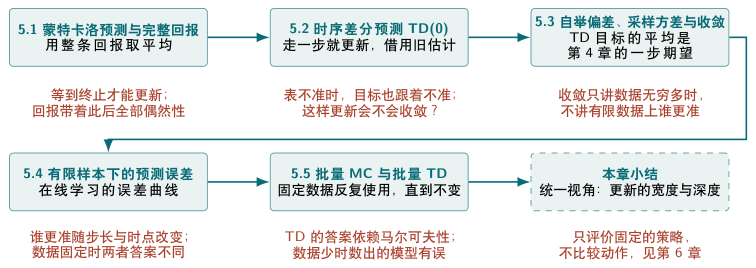 5.1 蒙特卡洛预测与完整回报
用整条回报取平均
5.2 时序差分预测 TD(0)
走一步就更新，借用旧估计
5.3 自举偏差、采样方差与收敛
TD 目标的平均是
第 4 章的一步期望
等到终止才能更新；
回报带着此后全部偶然性
表不准时，目标也跟着不准；
这样更新会不会收敛？
收敛只讲数据无穷多时，
不讲有限数据上谁更准
5.4 有限样本下的预测误差
在线学习的误差曲线
5.5 批量 MC 与批量 TD
固定数据反复使用，直到不变
本章小结
统一视角：更新的宽度与深度
谁更准随步长与时点改变；
数据固定时两者答案不同
TD 的答案依赖马尔可夫性；
数据少时数出的模型有误
只评价固定的策略，
不比较动作，见第 6 章